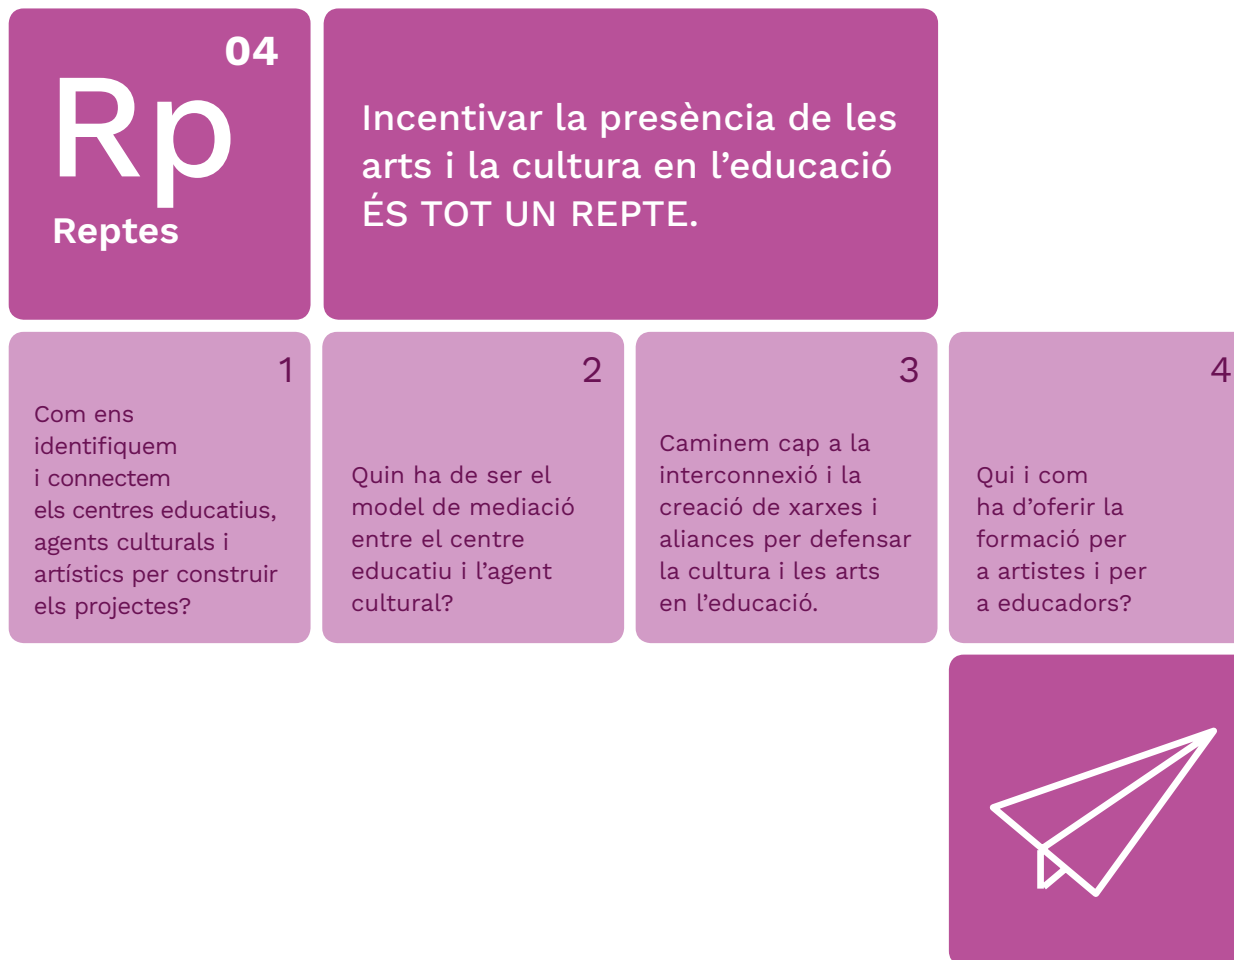 04
Rp
Reptes
Incentivar la presència de les
arts i la cultura en l’educació
ÉS TOT UN REPTE.
1
Com ens
identifiquem
i connectem
els centres educatius,
agents culturals i
artístics per construir
els projectes?
2
Quin ha de ser el
model de mediació
entre el centre
educatiu i l’agent
cultural?
3
Caminem cap a la
interconnexió i la
creació de xarxes i
aliances per defensar
la cultura i les arts
en l’educació.
4
Qui i com
ha d’oferir la
formació per
a artistes i per
a educadors?